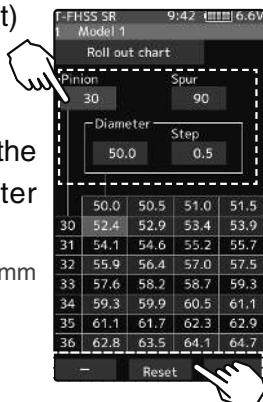 t)
T-FHSS SR 9:42 6.6V
1 Model 1
Roll out chart
Pinion Spur
30 90
the
Diameter
Step
ter
50.0 0.5
50.0 50.5 51.0 51.5
30 52.4 52.9 53.4 53.9
31 54.1 54.6 55.2 55.7
mm
32 55.9 56.4 57.0 57.5
33 57.6 58.2 58.7 59.3
34 59.3 59.9 60.5 61.1
35 61.1 61.7 62.3 62.9
36 62.8 63.5 64.1 64.7
– Reset